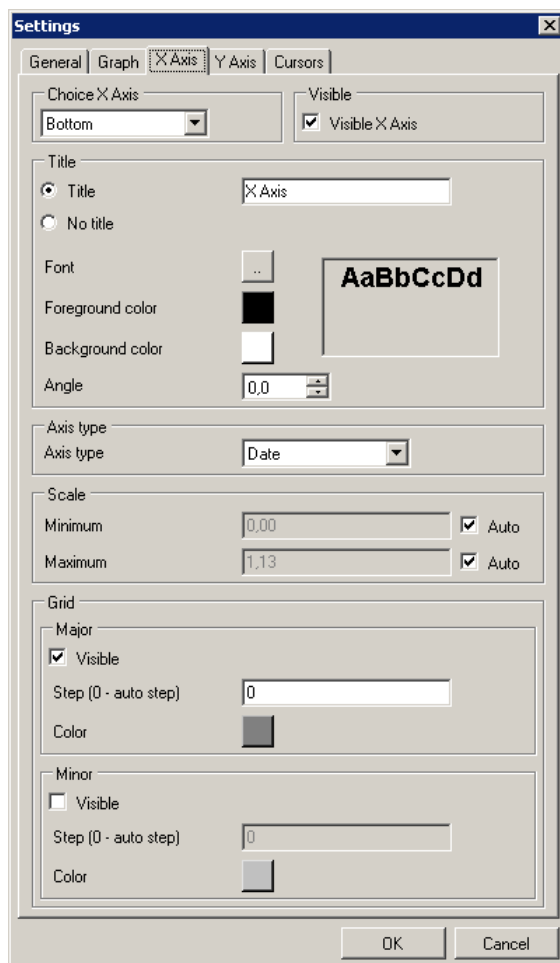 Settings
General Graph X Axis Y Axis Cursors
Choice X Axis
Bottom
Visible
Visible X Axis
Title
Title X Axis
No title
Font ..
AaBbCcDd
Foreground color
Background color
Angle 0,0
Axis type
Axis type Date
Scale
Minimum 0,00 Auto
Maximum 1,13 Auto
Grid
Major
Visible
Step (0 - auto step) 0
Color
Minor
Visible
Step (0 - auto step) 0
Color
OK Cancel